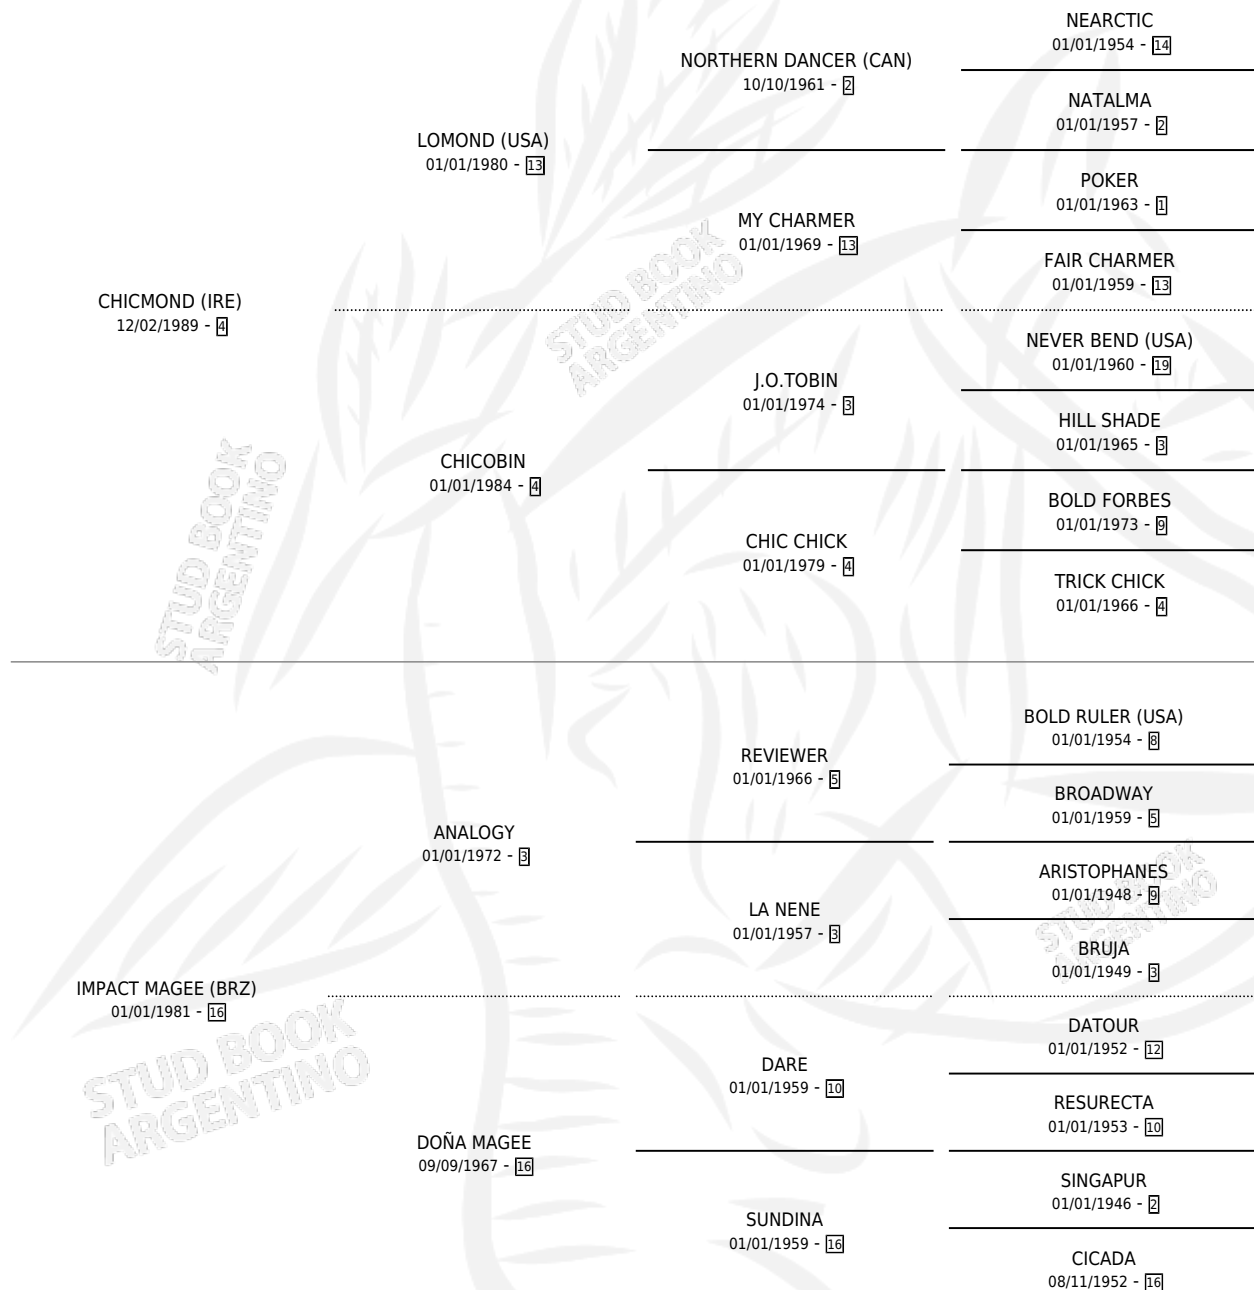 NEARCTIC
01/01/1954 - 14
NORTHERN DANCER (CAN)
10/10/1961 - 2
NATALMA
01/01/1957 - 2
LOMOND (USA)
01/01/1980 - 13
POKER
01/01/1963 - 1
MY CHARMER
01/01/1969 - 13
FAIR CHARMER
01/01/1959 - 13
CHICMOND (IRE)
12/02/1989 - 4
STUD BOOK
ARGENTINO
NEVER BEND (USA)
01/01/1960 - 19
J.O.TOBIN
01/01/1974 - 3
HILL SHADE
01/01/1965 - 3
CHICOBIN
01/01/1984 - 4
BOLD FORBES
01/01/1973 - 9
CHIC CHICK
01/01/1979 - 4
TRICK CHICK
01/01/1966 - 4
STUD BOOK
ARGENTINO
BOLD RULER (USA)
01/01/1954 - 8
REVIEWER
01/01/1966 - 5
BROADWAY
01/01/1959 - 5
ANALOGY
01/01/1972 - 3
ARISTOPHANES
01/01/1948 - 9
LA NENE
01/01/1957 - 3
STUD BOOK
ARGENTINO
BRUJA
01/01/1949 - 3
IMPACT MAGEE (BRZ)
01/01/1981 - 16
STUD BOOK
ARGENTINO
DATOUR
01/01/1952 - 12
DARE
01/01/1959 - 10
RESURECTA
01/01/1953 - 10
DOÑA MAGEE
09/09/1967 - 16
SINGAPUR
01/01/1946 - 2
SUNDINA
01/01/1959 - 16
CICADA
08/11/1952 - 16